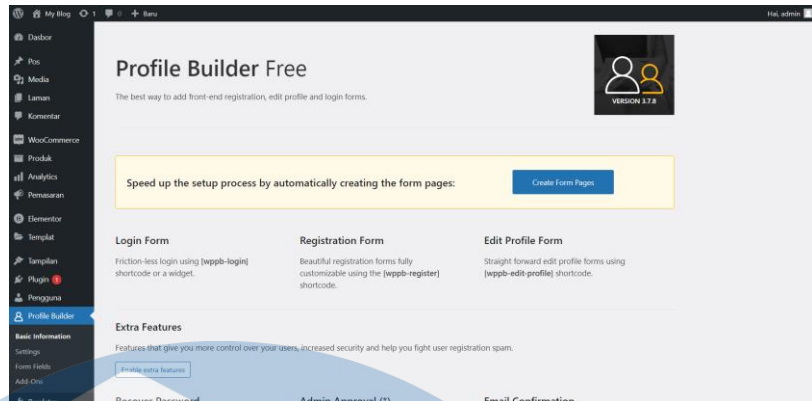 My Blog 1 0 + Baru
Hai, admin
Dasbor
Pos
Media
Laman
Komentar
WooCommerce
Produk
Analytics
Pemasaran
Elementor
Templat
Tampilan
Plugin 1
Pengguna
Profile Builder
Basic Information
Settings
Form Fields
Add-Ons
Profile Builder Free
The best way to add front-end registration, edit profile and login forms.
VERSION 3.7.8
Speed up the setup process by automatically creating the form pages:
Create Form Pages
Login Form
Friction-less login using [wppb-login]
shortcode or a widget.
Registration Form
Beautiful registration forms fully
customizable using the [wppb-register]
shortcode.
Edit Profile Form
Straight forward edit profile forms using
[wppb-edit-profile] shortcode.
Extra Features
Features that give you more control over your users, increased security and help you fight user registration spam.
Enable extra features
Recover Password
Admin Approval (*)
Email Confirmation